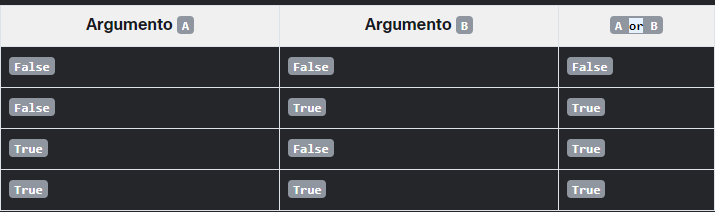 Argumento A Argumento B A or B
False False False
False True True
True False True
True True True